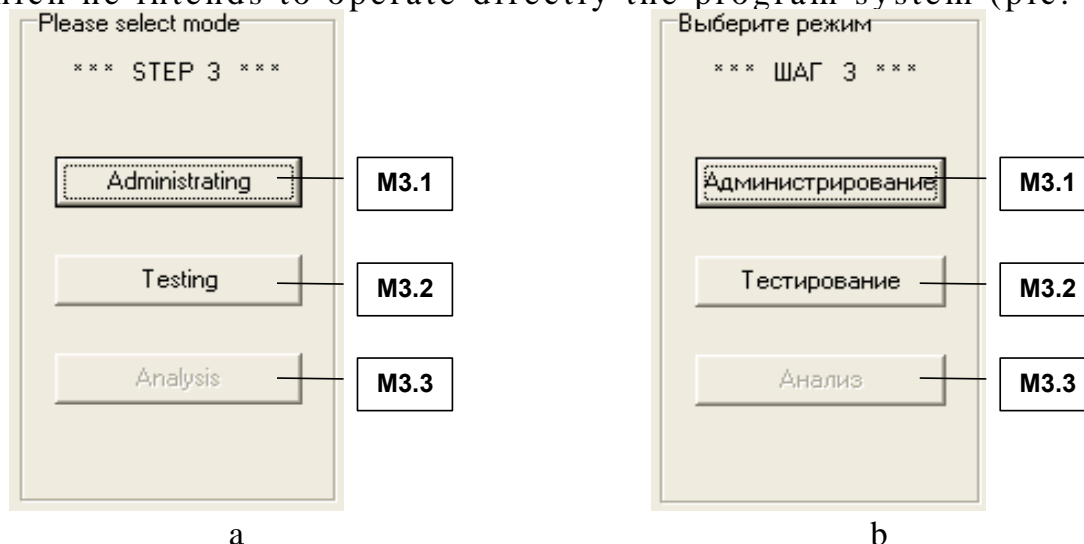 he intends to operate directly the program system (pic.
Please select mode
*** STEP 3 ***
Administrating
M3.1
Testing
M3.2
Analysis
M3.3
a
Выберите режим
*** ШАГ 3 ***
Администрирование
M3.1
Тестирование
M3.2
Анализ
M3.3
b